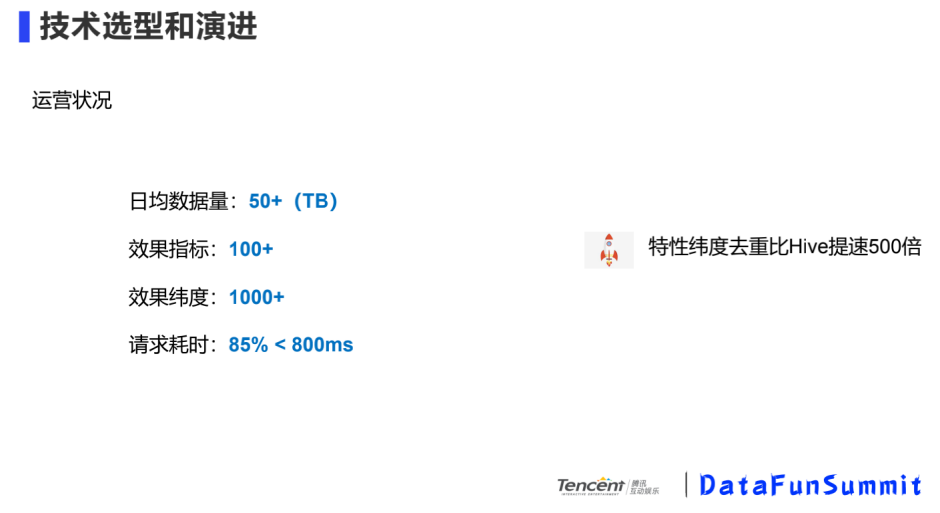 技术选型和演进
运营状况
日均数据量：50+（TB）
效果指标：100+
效果纬度：1000+
请求耗时：85% < 800ms
特性纬度去重比Hive提速500倍
Tencent
INTERACTIVE ENTERTAINMENT
腾讯
互动娱乐
DataFunSummit